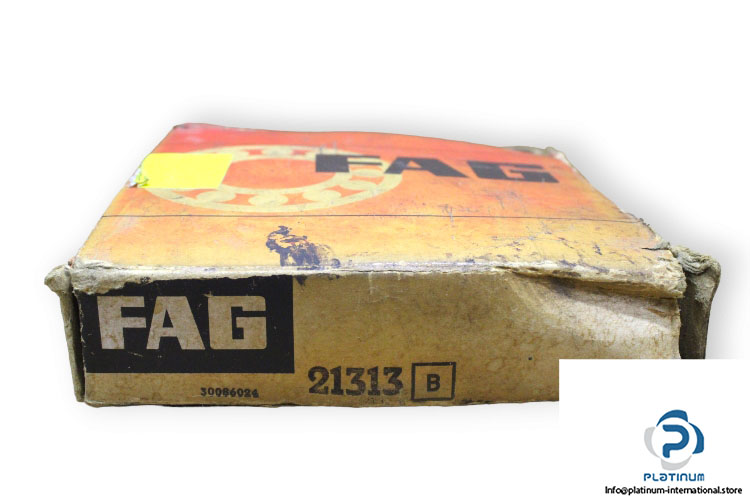 FAG
FAG
21313 B
30086024
PLATINUM
Info@platinum-international.store